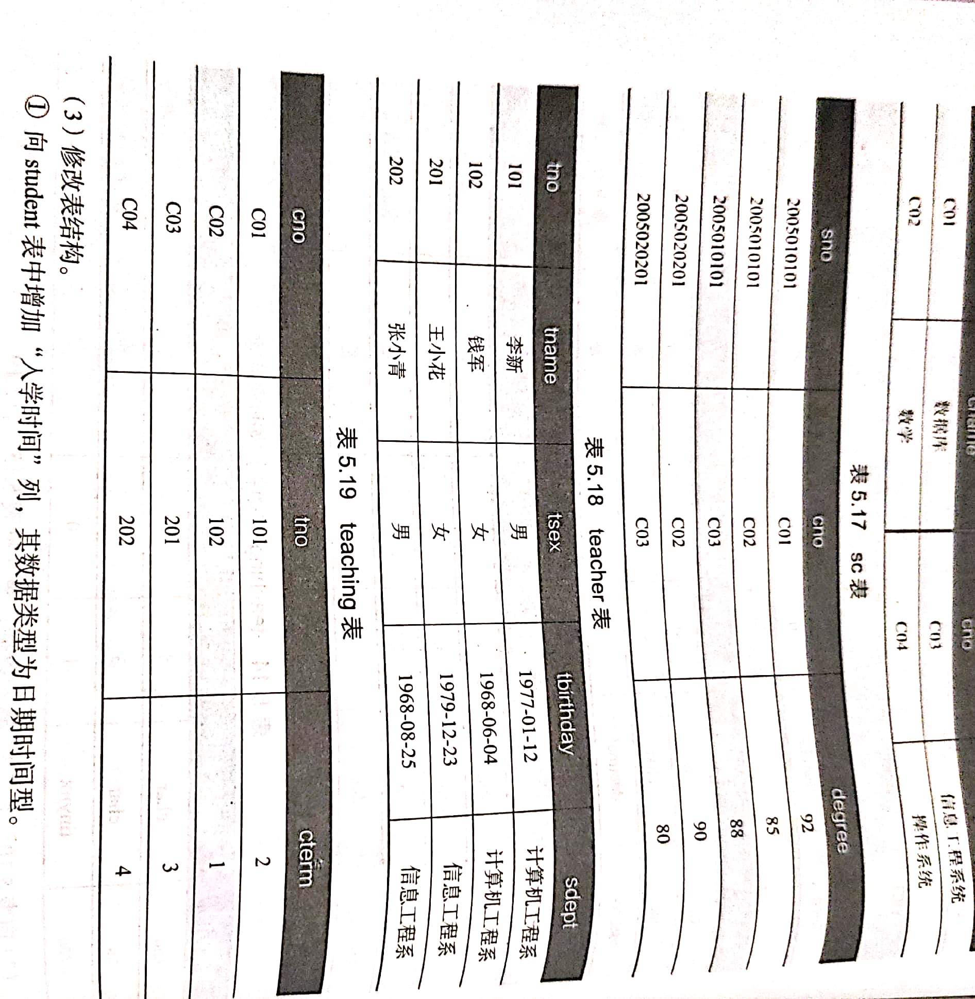 cno cname cno
C01 数据库 C03 信息工程系统
C02 数学 C04 操作系统
表 5.17 sc 表
sno cno degree
2005010101 C01 92
2005010101 C02 85
2005010101 C03 88
2005020201 C02 90
2005020201 C03 80
表 5.18 teacher 表
tno tname tsex tbirthday sdept
101 李新 男 1977-01-12 计算机工程系
102 钱军 女 1968-06-04 计算机工程系
201 王小花 女 1979-12-23 信息工程系
202 张小青 男 1968-08-25 信息工程系
表 5.19 teaching 表
cno tno cterm
C01 101 2
C02 102 1
C03 201 3
C04 202 4
(3)修改表结构。
① 向 student 表中增加“入学时间”列，其数据类型为日期时间型。